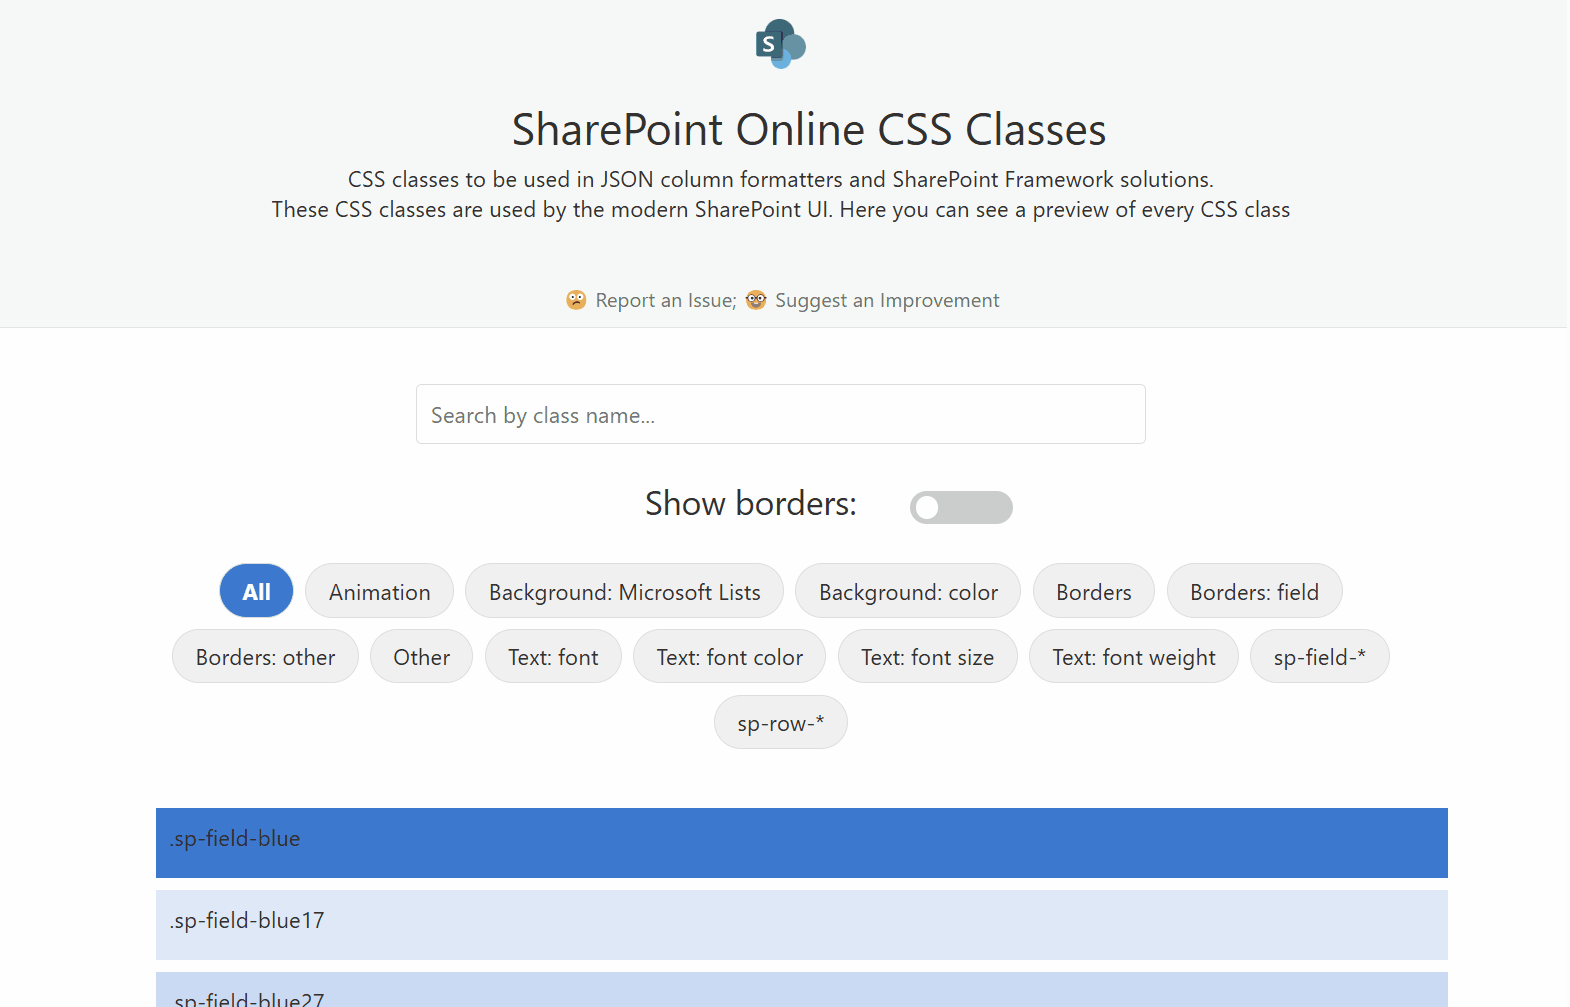 S
SharePoint Online CSS Classes
CSS classes to be used in JSON column formatters and SharePoint Framework solutions.
These CSS classes are used by the modern SharePoint UI. Here you can see a preview of every CSS class
Report an Issue; Suggest an Improvement
Search by class name...
Show borders:
All Animation Background: Microsoft Lists Background: color Borders Borders: field
Borders: other Other Text: font Text: font color Text: font size Text: font weight sp-field-*
sp-row-*
.sp-field-blue
.sp-field-blue17
.sp-field-blue27